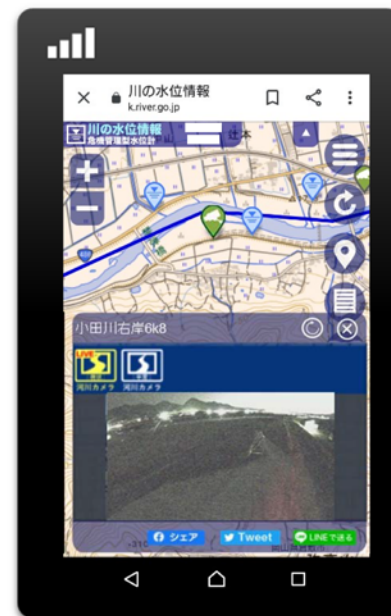 川の水位情報
k.river.go.jp
川の水位情報
危機管理型水位計
辻本
小田川右岸6k8
LIVE
河川カメラ
河川カメラ
シェア
Tweet
LINEで送る